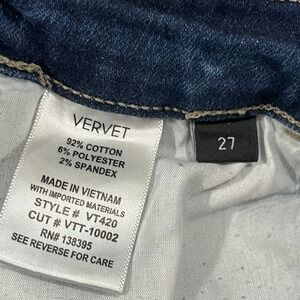 VERVET
92% COTTON
6% POLYESTER
2% SPANDEX
MADE IN VIETNAM
WITH IMPORTED MATERIALS
STYLE # VT420
CUT # VTT-10002
RN# 138395
SEE REVERSE FOR CARE
27